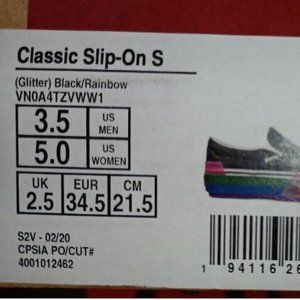 Classic Slip-On S
(Glitter) Black/Rainbow
VN0A4TZVWW1
3.5 US MEN
5.0 US WOMEN
UK EUR CM
2.5 34.5 21.5
S2V - 02/20
CPSIA PO/CUT#
4001012462
1 94116 26